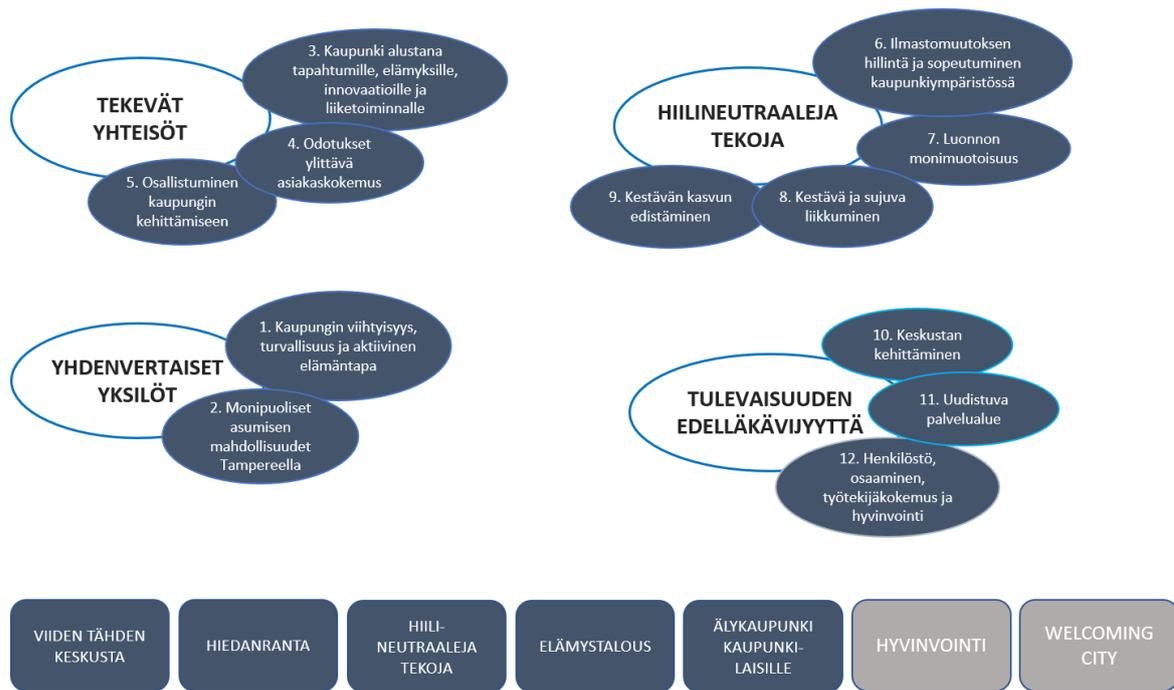 TEKEVÄT
YHTEISÖT
3. Kaupunki alustana
tapahtumille, elämyksille,
innovaatioille ja
liiketoiminnalle
4. Odotukset
ylittävä
asiakaskokemus
5. Osallistuminen
kaupungin
kehittämiseen
HIILINEUTRAALEJA
TEKOJA
6. Ilmastomuutoksen
hillintä ja sopeutuminen
kaupunkiympäristössä
7. Luonnon
monimuotoisuus
8. Kestävä ja sujuva
liikkuminen
9. Kestävän kasvun
edistäminen
YHDENVERTAISET
YKSILÖT
1. Kaupungin viihtyisyys,
turvallisuus ja aktiivinen
elämäntapa
2. Monipuoliset
asumisen
mahdollisuudet
Tampereella
TULEVAISUUDEN
EDELLÄKÄVIJYYTTÄ
10. Keskustan
kehittäminen
11. Uudistuva
palvelualue
12. Henkilöstö,
osaaminen,
työtekijäkokemus ja
hyvinvointi
VIIDEN TÄHDEN
KESKUSTA
HIEDANRANTA
HIILI-
NEUTRAALEJA
TEKOJA
ELÄMYSTALOUS
ÄLYKAUPUNKI
KAUPUNKI-
LAISILLE
HYVINVOINTI
WELCOMING
CITY